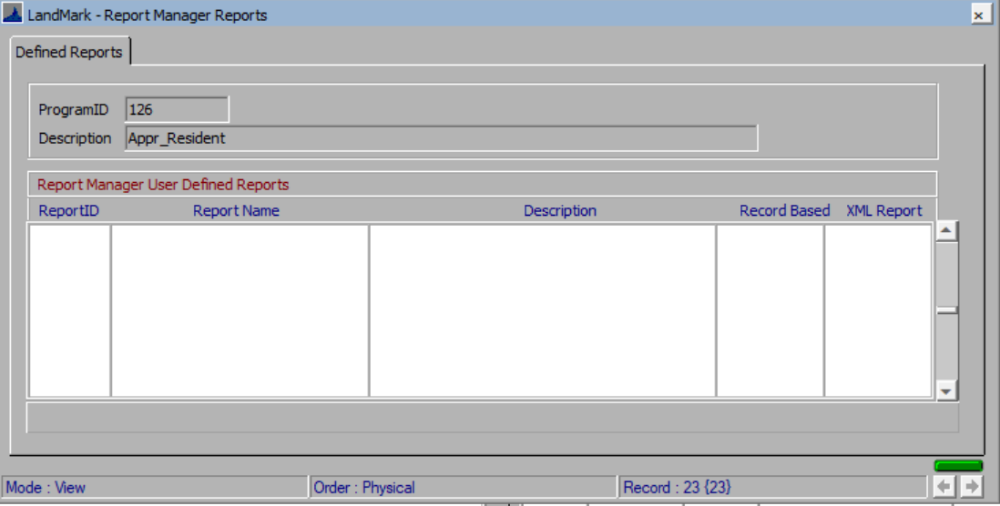 LandMark - Report Manager Reports
Defined Reports
ProgramID 126
Description Appr_Resident
Report Manager User Defined Reports
ReportID Report Name Description Record Based XML Report
Mode : View Order : Physical Record : 23 {23}